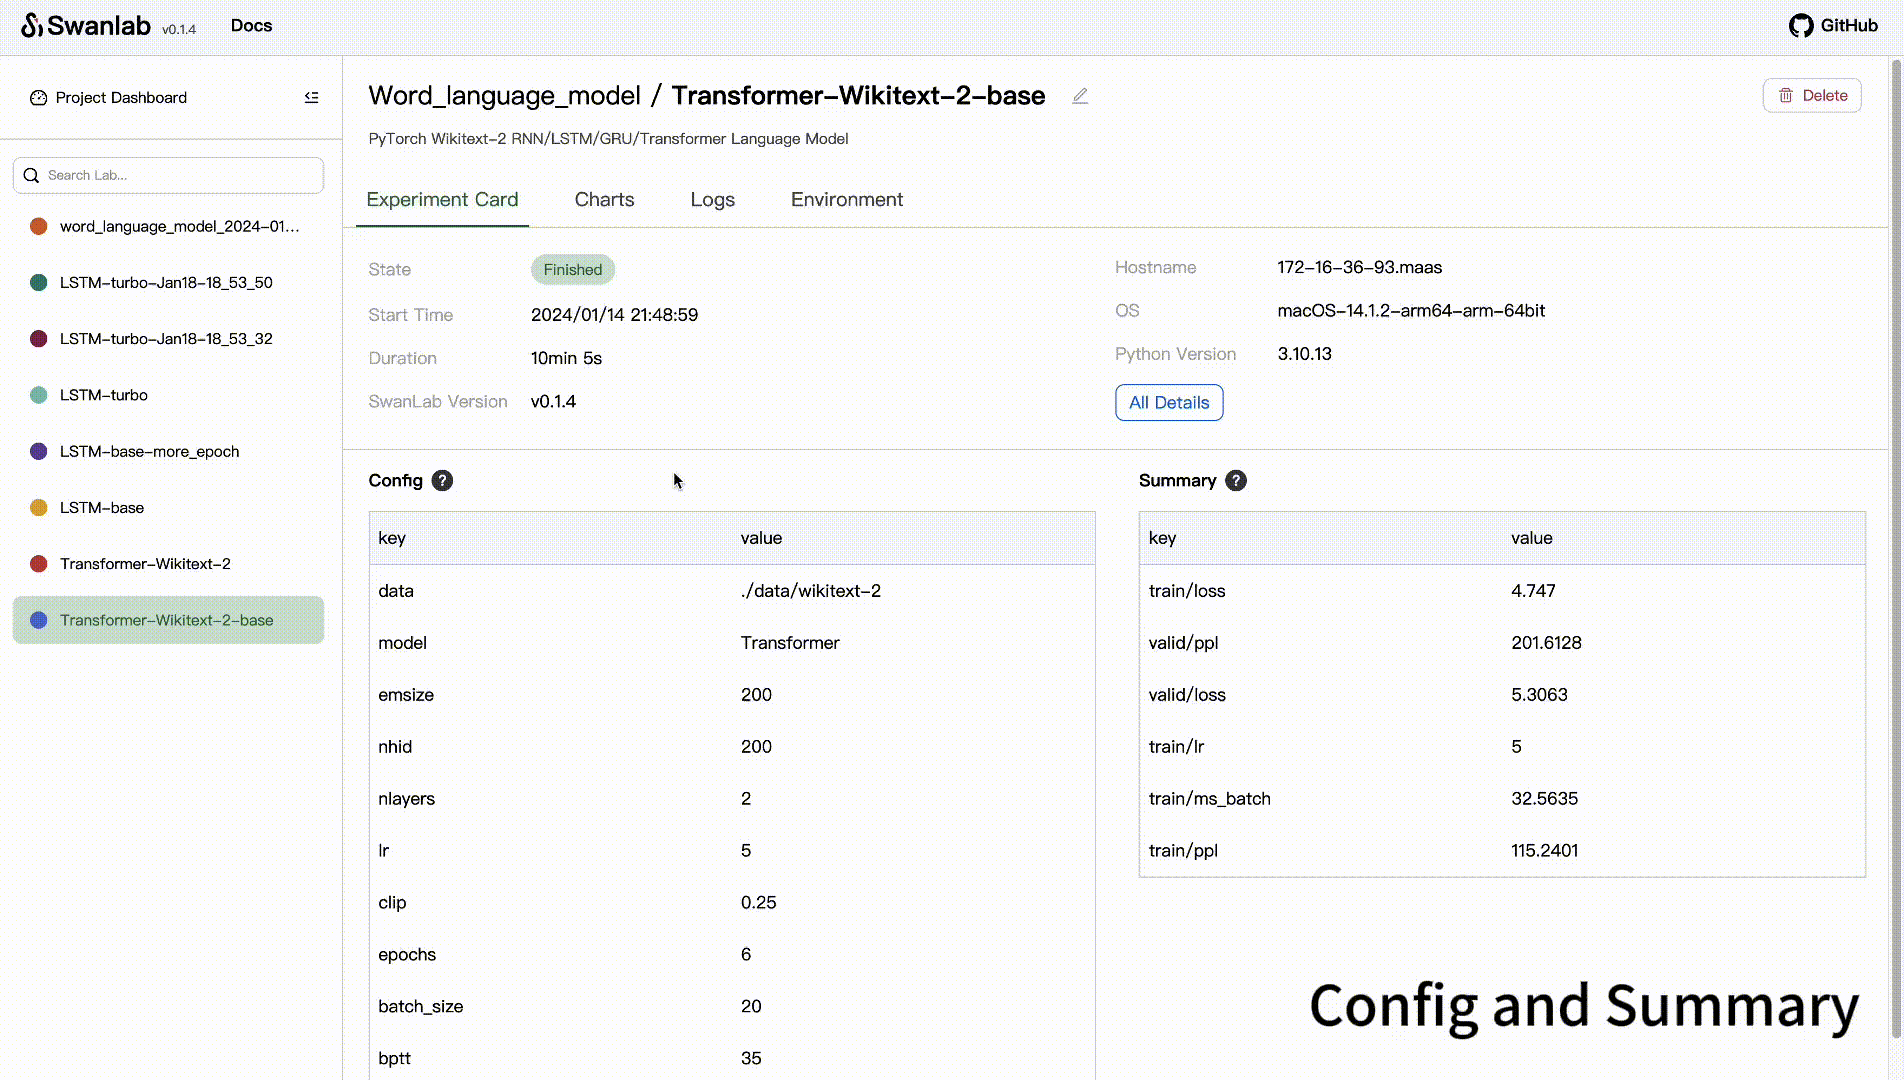 Swanlab v0.1.4 Docs GitHub
Project Dashboard
Search Lab...
word_language_model_2024-01...
LSTM-turbo-Jan18-18_53_50
LSTM-turbo-Jan18-18_53_32
LSTM-turbo
LSTM-base-more_epoch
LSTM-base
Transformer-Wikitext-2
Transformer-Wikitext-2-base
Word_language_model / Transformer-Wikitext-2-base
Delete
PyTorch Wikitext-2 RNN/LSTM/GRU/Transformer Language Model
Experiment Card Charts Logs Environment
State Finished
Start Time 2024/01/14 21:48:59
Duration 10min 5s
SwanLab Version v0.1.4
Hostname 172-16-36-93.maas
OS macOS-14.1.2-arm64-arm-64bit
Python Version 3.10.13
All Details
Config ?
key value
data ./data/wikitext-2
model Transformer
emsize 200
nhid 200
nlayers 2
lr 5
clip 0.25
epochs 6
batch_size 20
bptt 35
Summary ?
key value
train/loss 4.747
valid/ppl 201.6128
valid/loss 5.3063
train/lr 5
train/ms_batch 32.5635
train/ppl 115.2401
Config and Summary